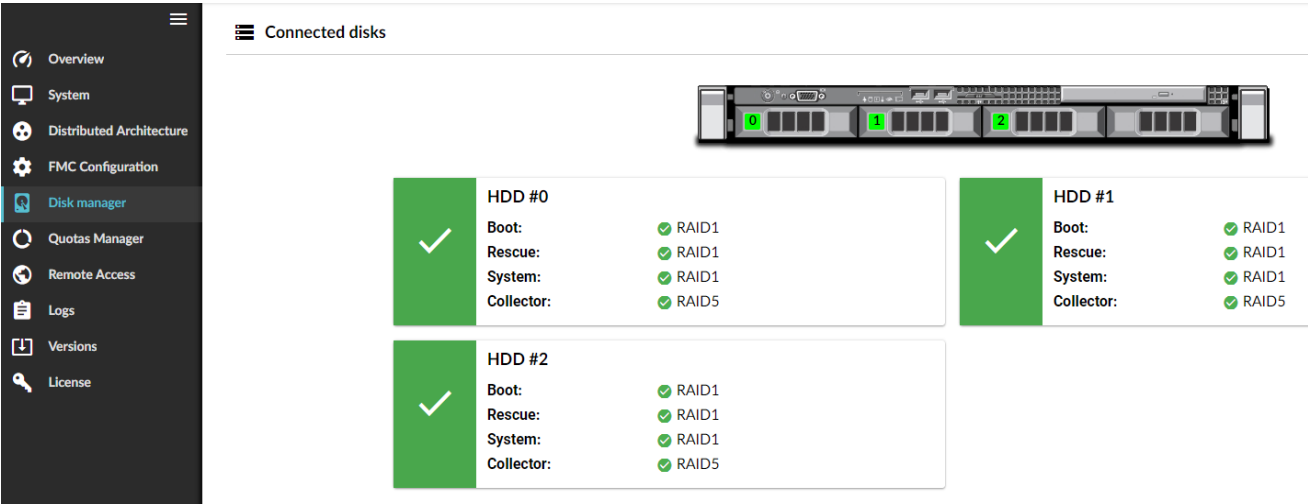 Connected disks
Overview
System
Distributed Architecture
FMC Configuration
Disk manager
Quotas Manager
Remote Access
Logs
Versions
License
0 1 2
HDD #0
Boot: RAID1
Rescue: RAID1
System: RAID1
Collector: RAID5
HDD #1
Boot: RAID1
Rescue: RAID1
System: RAID1
Collector: RAID5
HDD #2
Boot: RAID1
Rescue: RAID1
System: RAID1
Collector: RAID5